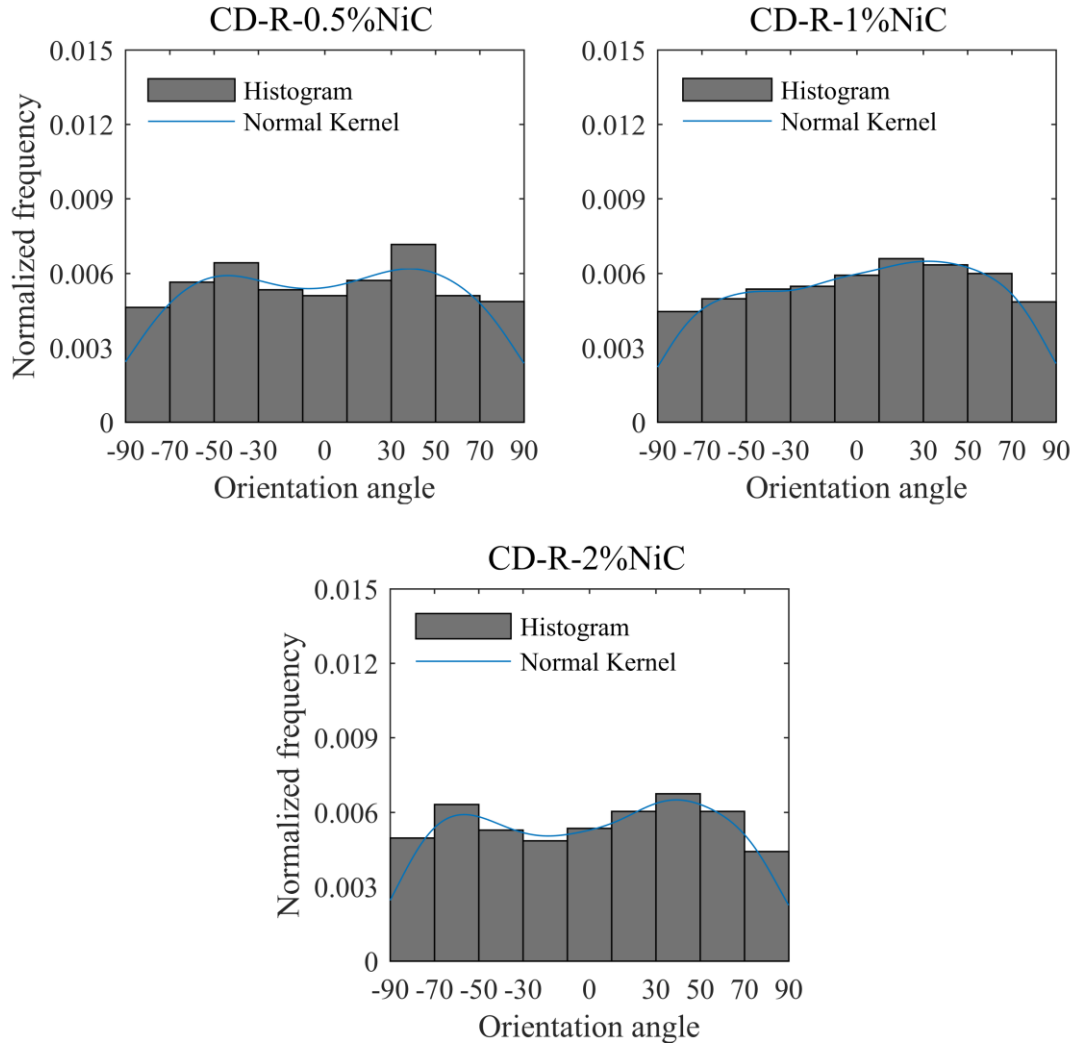 CD-R-0.5%NiC
Normalized frequency
0.015
0.012
0.009
0.006
0.003
0
Histogram
Normal Kernel
-90 -70 -50 -30 0 30 50 70 90
Orientation angle
CD-R-1%NiC
Normalized frequency
0.015
0.012
0.009
0.006
0.003
0
Histogram
Normal Kernel
-90 -70 -50 -30 0 30 50 70 90
Orientation angle
CD-R-2%NiC
Normalized frequency
0.015
0.012
0.009
0.006
0.003
0
Histogram
Normal Kernel
-90 -70 -50 -30 0 30 50 70 90
Orientation angle